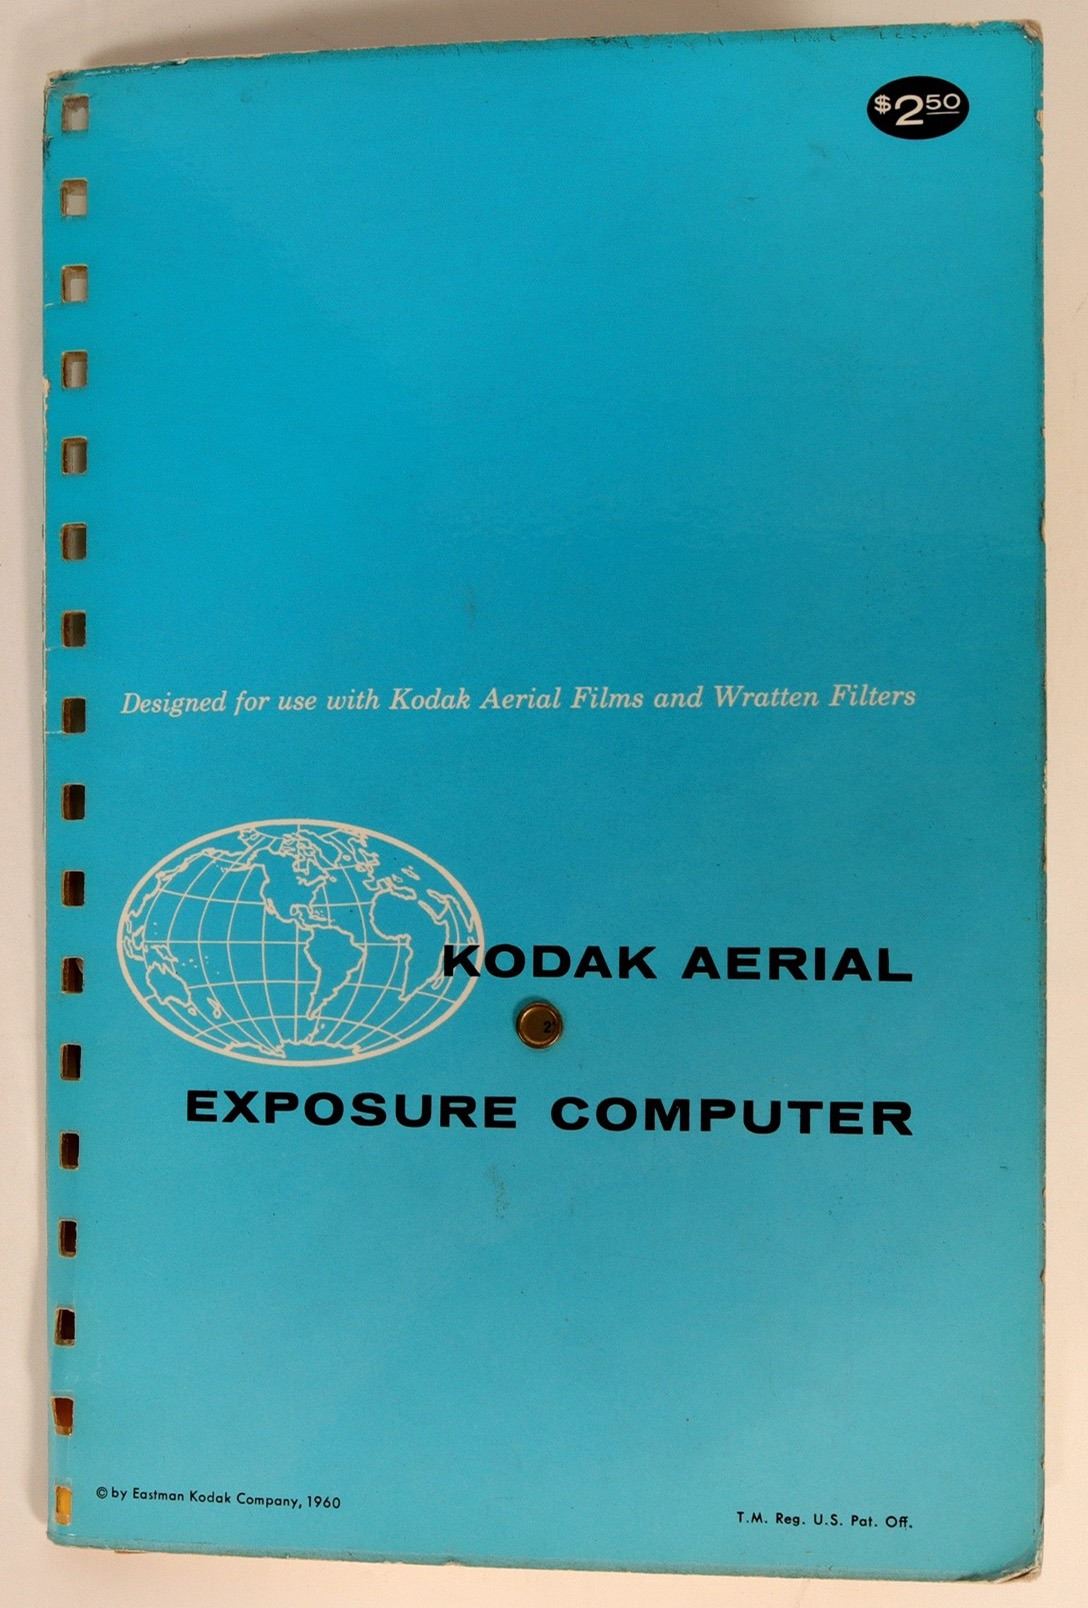 $2.50
Designed for use with Kodak Aerial Films and Wratten Filters
KODAK AERIAL
2
EXPOSURE COMPUTER
© by Eastman Kodak Company, 1960
T.M. Reg. U.S. Pat. Off.